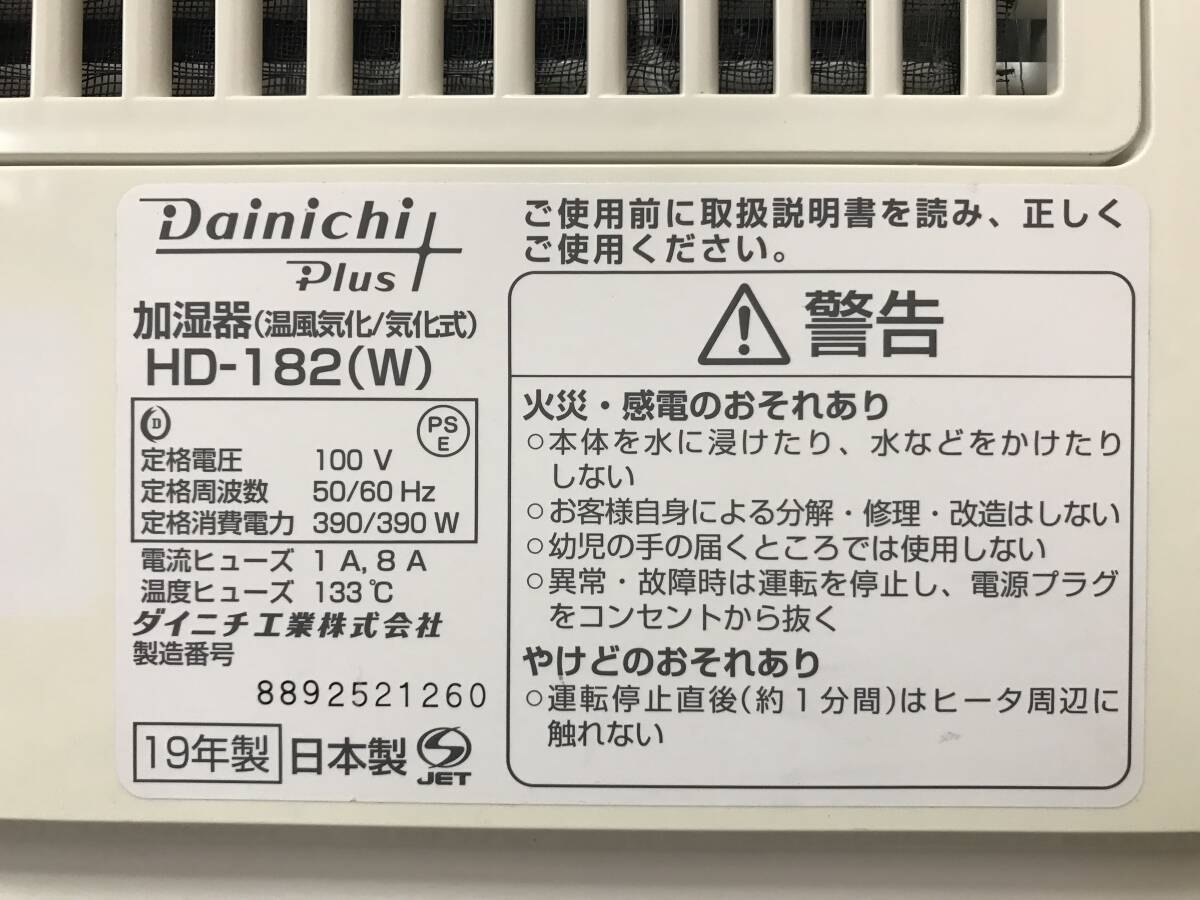 Dainichi
Plus
加湿器(温風気化/気化式)
HD-182(W)
D
PS
E
定格電圧 100 V
定格周波数 50/60 Hz
定格消費電力 390/390 W
電流ヒューズ 1 A, 8 A
温度ヒューズ 133 ℃
ダイニチ工業株式会社
製造番号
8892521260
19年製 日本製 JET
ご使用前に取扱説明書を読み、正しく
ご使用ください。
警告
火災・感電のおそれあり
○本体を水に浸けたり、水などをかけたり
しない
○お客様自身による分解・修理・改造はしない
○幼児の手の届くところでは使用しない
○異常・故障時は運転を停止し、電源プラグ
をコンセントから抜く
やけどのおそれあり
○運転停止直後(約1分間)はヒータ周辺に
触れない